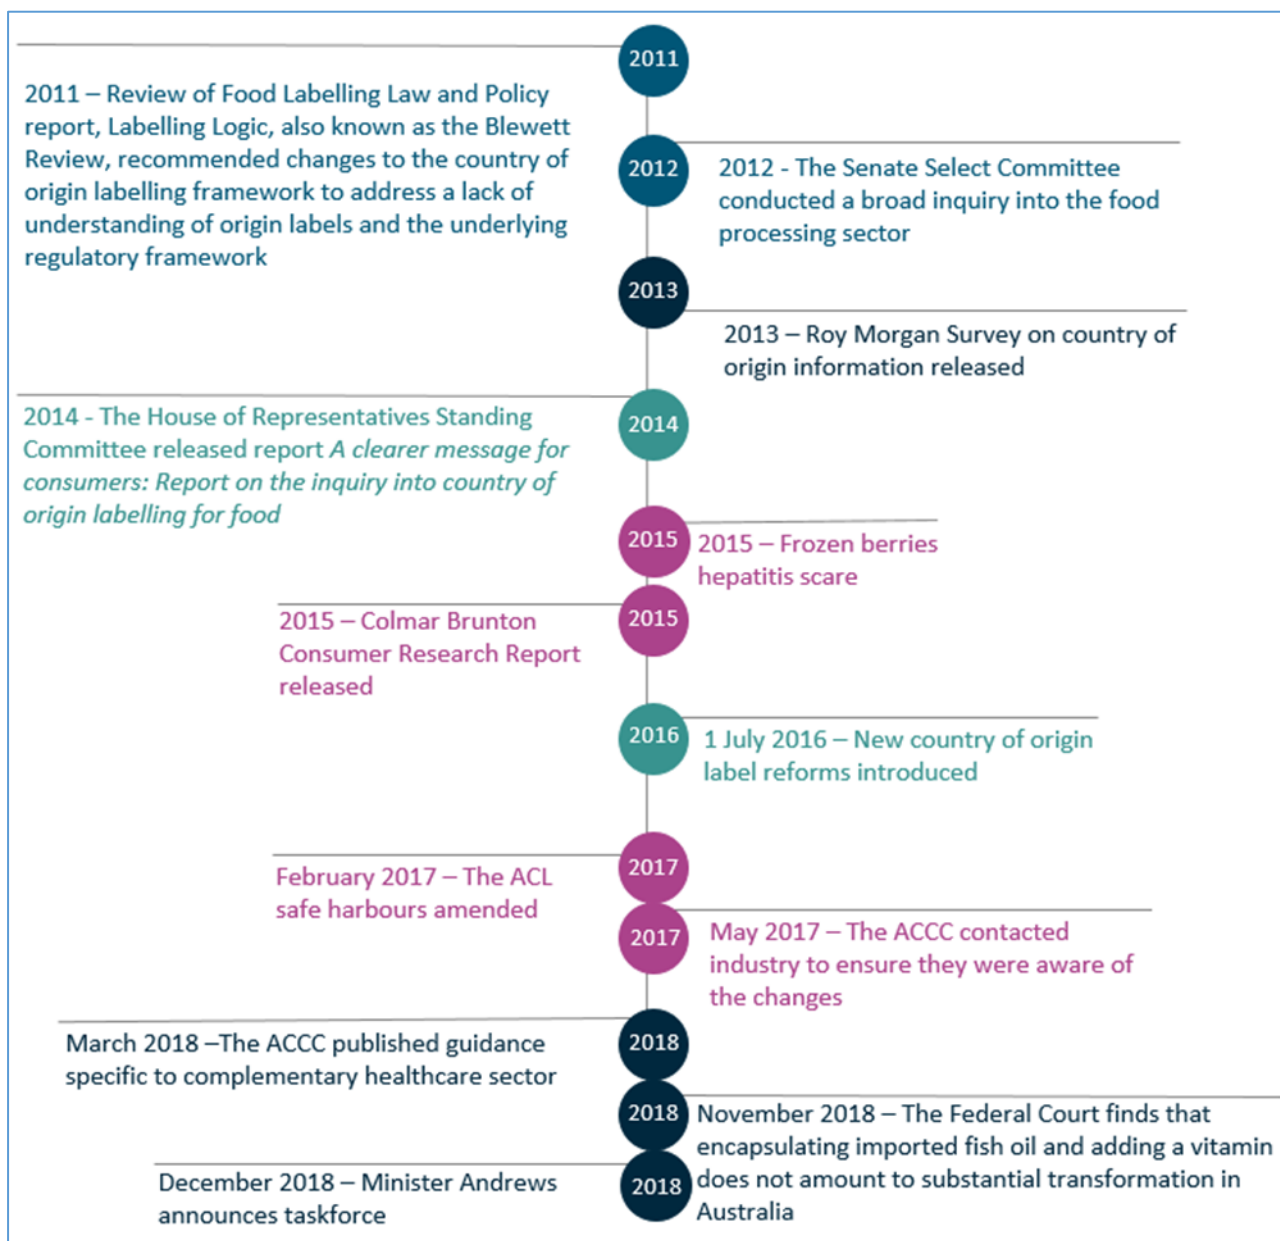 2011
2011 – Review of Food Labelling Law and Policy
report, Labelling Logic, also known as the Blewett
Review, recommended changes to the country of
origin labelling framework to address a lack of
understanding of origin labels and the underlying
regulatory framework
2012
2012 - The Senate Select Committee
conducted a broad inquiry into the food
processing sector
2013
2013 – Roy Morgan Survey on country of
origin information released
2014
2014 - The House of Representatives Standing
Committee released report A clearer message for
consumers: Report on the inquiry into country of
origin labelling for food
2015
2015 – Frozen berries
hepatitis scare
2015
2015 – Colmar Brunton
Consumer Research Report
released
2016
1 July 2016 – New country of origin
label reforms introduced
2017
February 2017 – The ACL
safe harbours amended
2017
May 2017 – The ACCC contacted
industry to ensure they were aware of
the changes
2018
March 2018 –The ACCC published guidance
specific to complementary healthcare sector
2018
November 2018 – The Federal Court finds that
encapsulating imported fish oil and adding a vitamin
does not amount to substantial transformation in
Australia
2018
December 2018 – Minister Andrews
announces taskforce